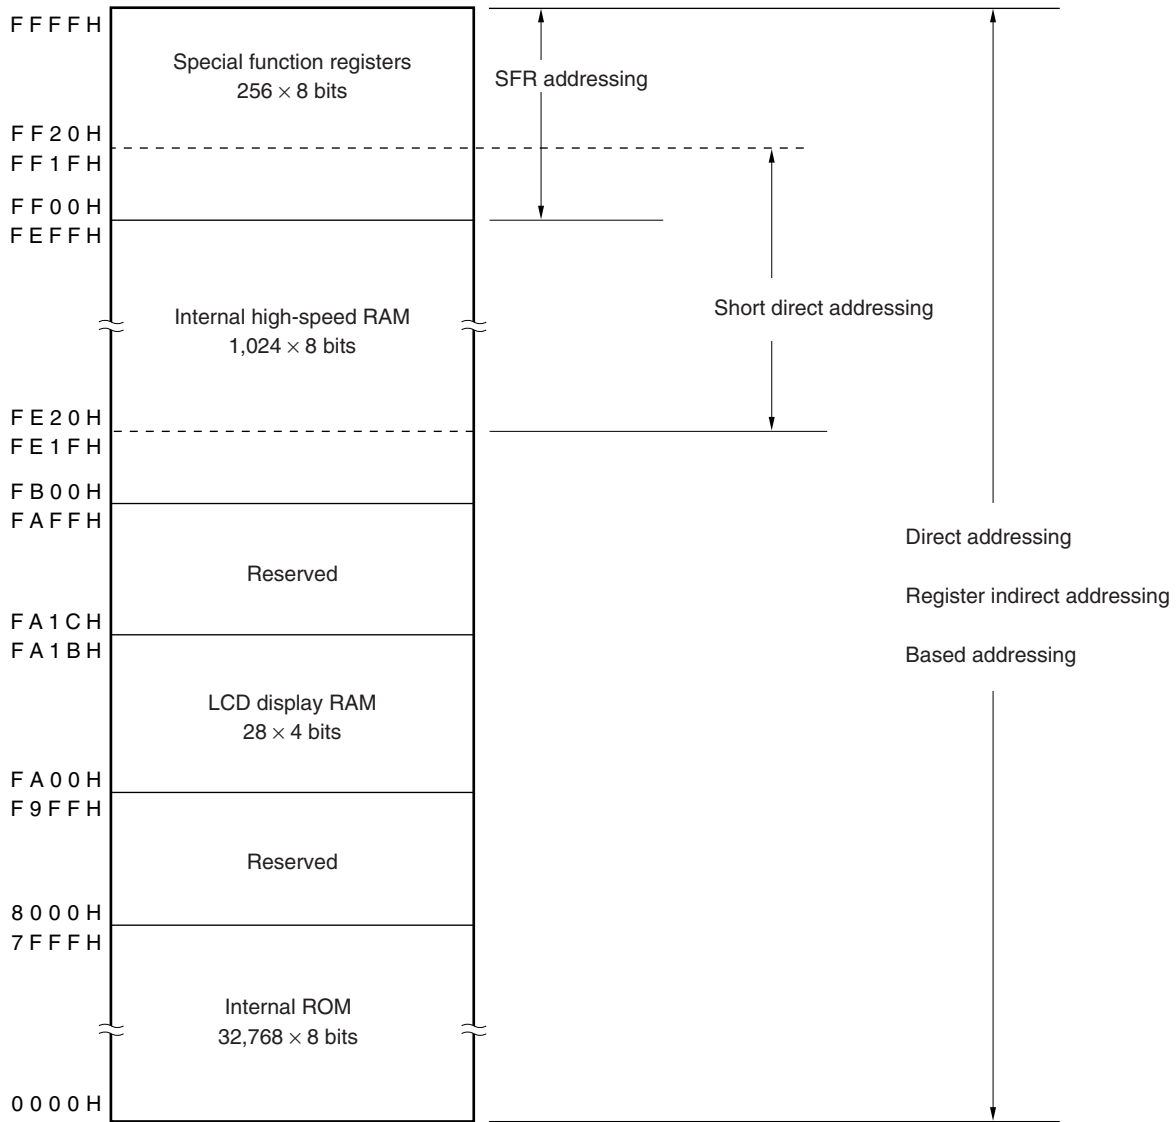 FFFFH
Special function registers
256 × 8 bits
SFR addressing
FF20H
FF1FH
FF00H
FEFFH
Internal high-speed RAM
1,024 × 8 bits
Short direct addressing
FE20H
FE1FH
FB00H
FAFFH
Direct addressing
Reserved
Register indirect addressing
FA1CH
FA1BH
Based addressing
LCD display RAM
28 × 4 bits
FA00H
F9FFH
Reserved
8000H
7FFFH
Internal ROM
32,768 × 8 bits
0000H